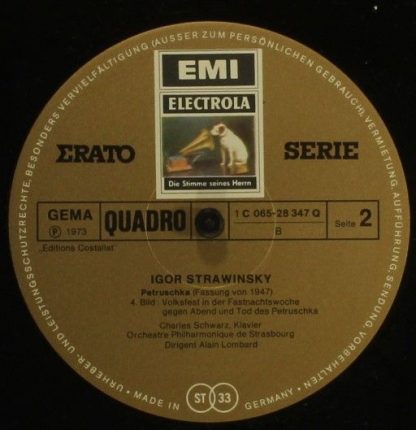 URHEBER- UND LEISTUNGSSCHUTZRECHTE, BESONDERS VERVIELFÄLTIGUNG (AUSSER ZUM PERSÖNLICHEN GEBRAUCH), VERMIETUNG, AUFFÜHRUNG, SENDUNG VORBEHALTEN
EMI
ELECTROLA
Die Stimme seines Herrn
ΣRATO SERIE
GEMA
℗ 1973
QUADRO
1 C 065-28 347 Q
B
Seite 2
„Editions Costallat"
IGOR STRAWINSKY
Petruschka (Fassung von 1947)
4. Bild: Volksfest in der Fastnachtswoche
gegen Abend und Tod des Petruschka
Charles Schwarz, Klavier
Orchestre Philharmonique de Strasbourg
Dirigent Alain Lombard
MADE IN ST 33 GERMANY